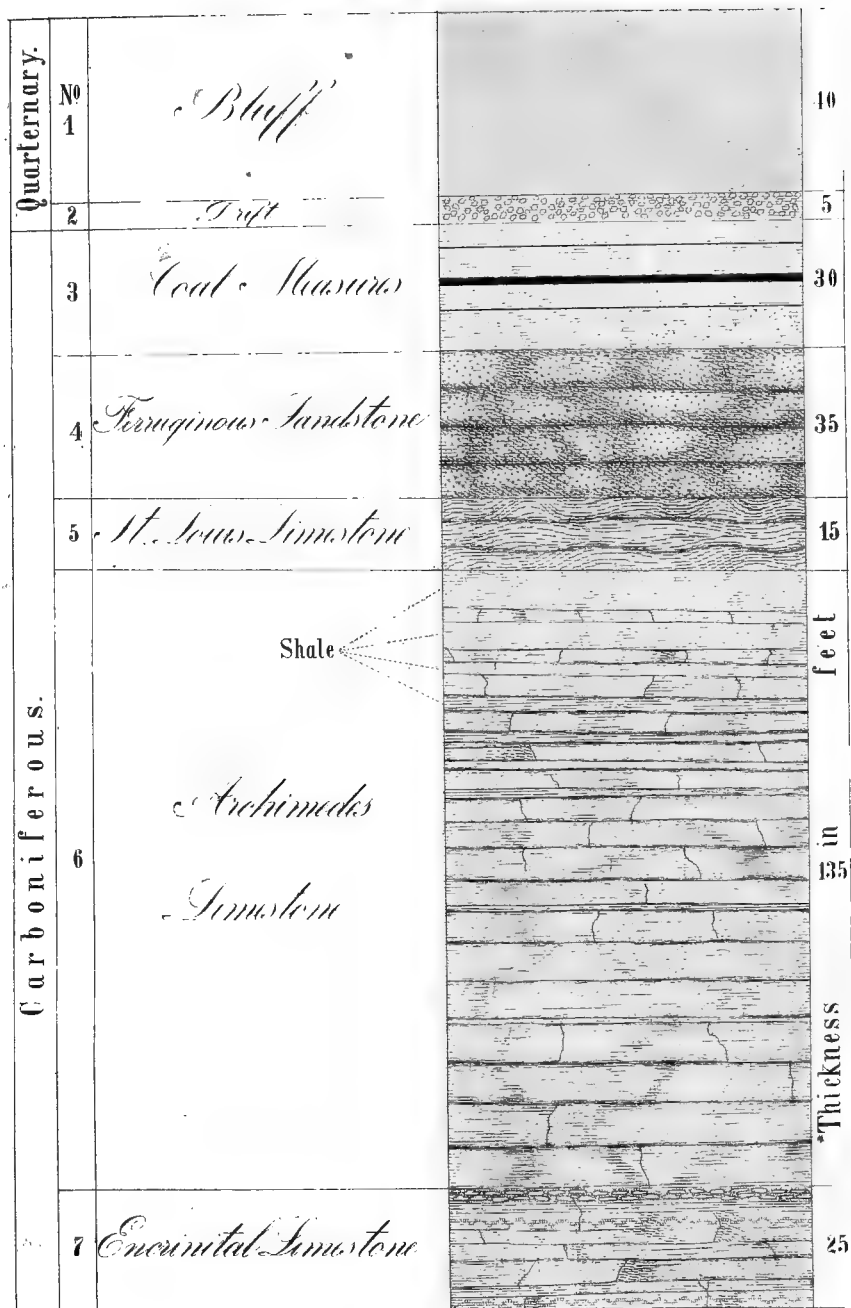 Quarternary.
Nº
1
Bluff
40
2
Drift
5
Carboniferous.
3
Coal Measures
30
4
Ferruginous Sandstone
35
5
St. Louis Limestone
15
Shale
6
Archimedes
Limestone
135
Thickness in feet
7
Encrinital Limestone
25